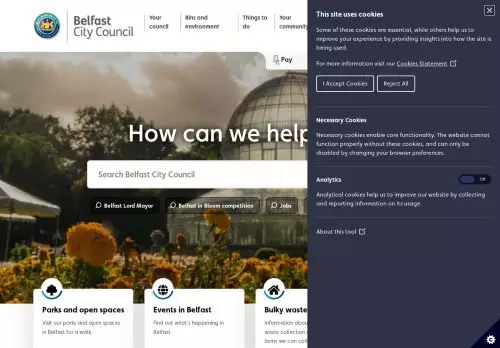 Belfast
City Council
Your
council
Bins and
environment
Things to
do
Your
community
Pay
How can we help
Search Belfast City Council
Belfast Lord Mayor
Belfast in Bloom competition
Jobs
Parks and open spaces
Visit our parks and open spaces
in Belfast for a walk.
Events in Belfast
Find out what's happening in
Belfast.
Bulky waste
Information about
waste collection
items we can coll
This site uses cookies
Some of these cookies are essential, while others help us to
improve your experience by providing insights into how the site is
being used.
For more information visit our Cookies Statement
I Accept Cookies
Reject All
Necessary Cookies
Necessary cookies enable core functionality. The website cannot
function properly without these cookies, and can only be
disabled by changing your browser preferences.
Analytics
Off
Analytical cookies help us to improve our website by collecting
and reporting information on its usage.
About this tool